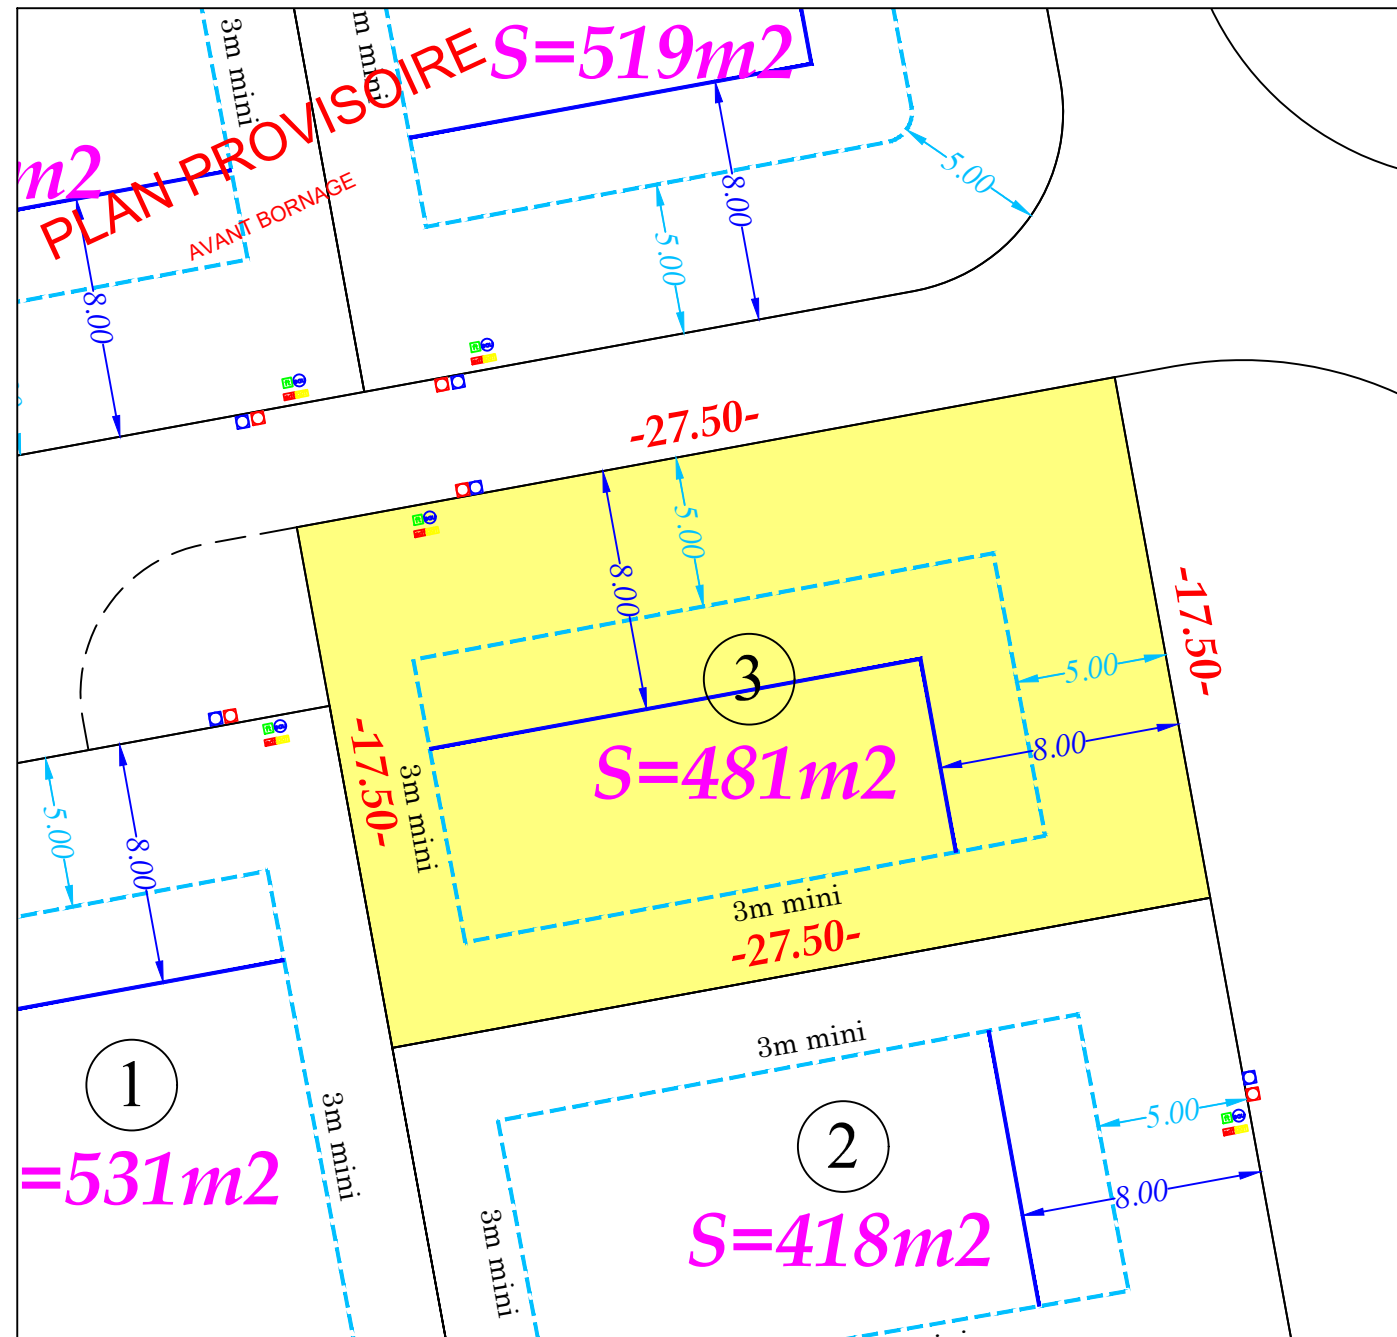 3m mini
m mini
S=519m2
PLAN PROVISOIRE
AVANT BORNAGE
m2
8.00
8.00
5.00
5.00
-27.50-
5.00
8.00
-17.50-
3
5.00
8.00
S=481m2
-17.50-
3m mini
3m mini
-27.50-
5.00
8.00
1
=531m2
3m mini
3m mini
2
5.00
8.00
S=418m2
3m mini